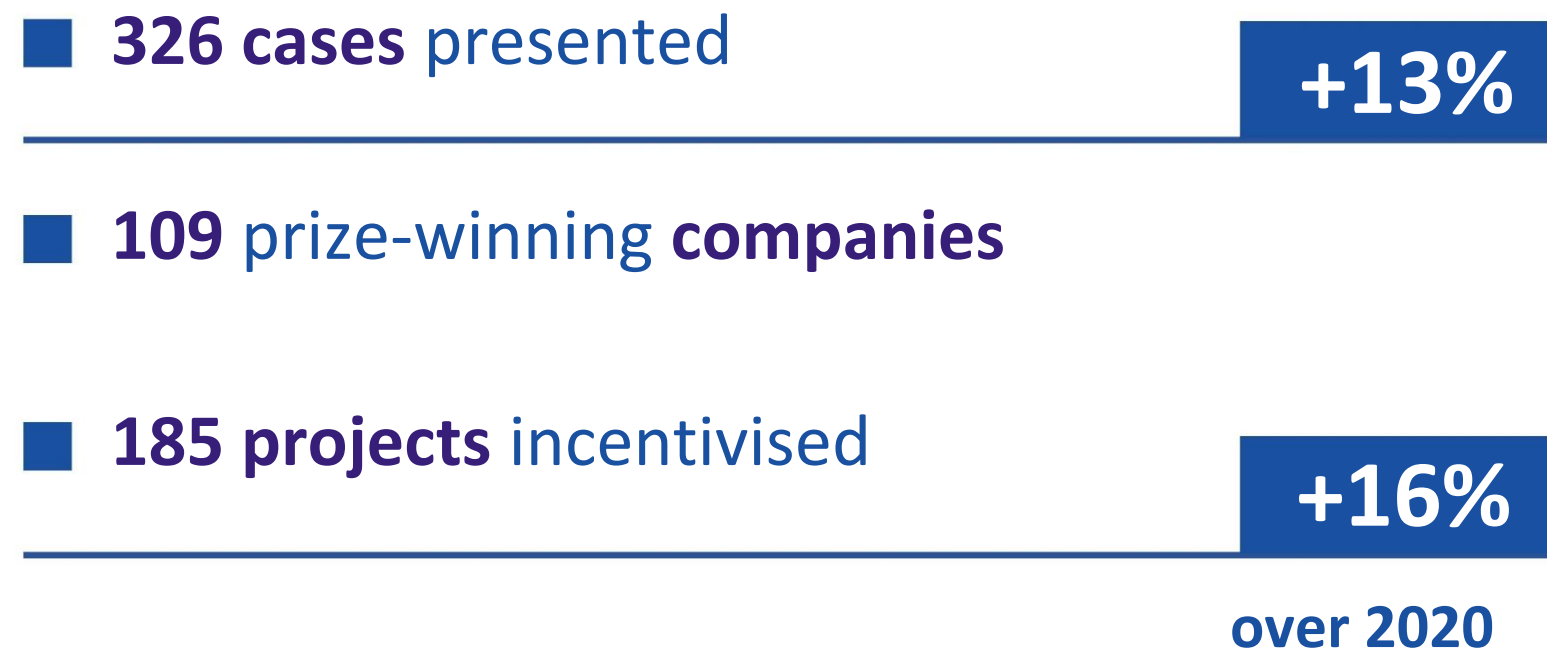 326 cases presented
+13%
109 prize-winning companies
185 projects incentivised
+16%
over 2020